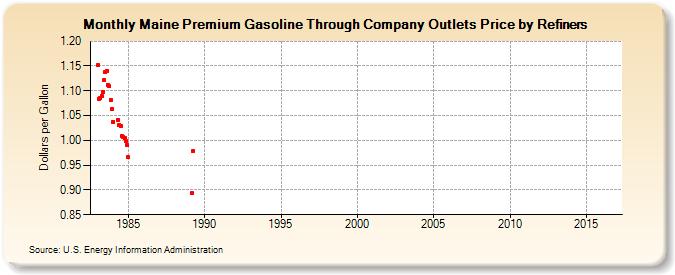 Monthly Maine Premium Gasoline Through Company Outlets Price by Refiners
Dollars per Gallon
1.20
1.15
1.10
1.05
1.00
0.95
0.90
0.85
1985 1990 1995 2000 2005 2010 2015
Source: U.S. Energy Information Administration